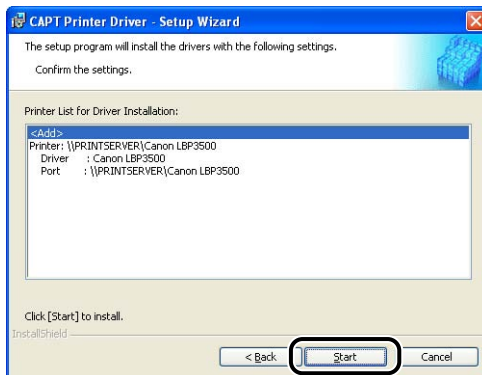 CAPT Printer Driver - Setup Wizard
The setup program will install the drivers with the following settings.
Confirm the settings.
Printer List for Driver Installation:
<Add>
Printer: \\PRINTSERVER\Canon LBP3500
Driver : Canon LBP3500
Port : \\PRINTSERVER\Canon LBP3500
Click [Start] to install.
InstallShield
< Back Start Cancel